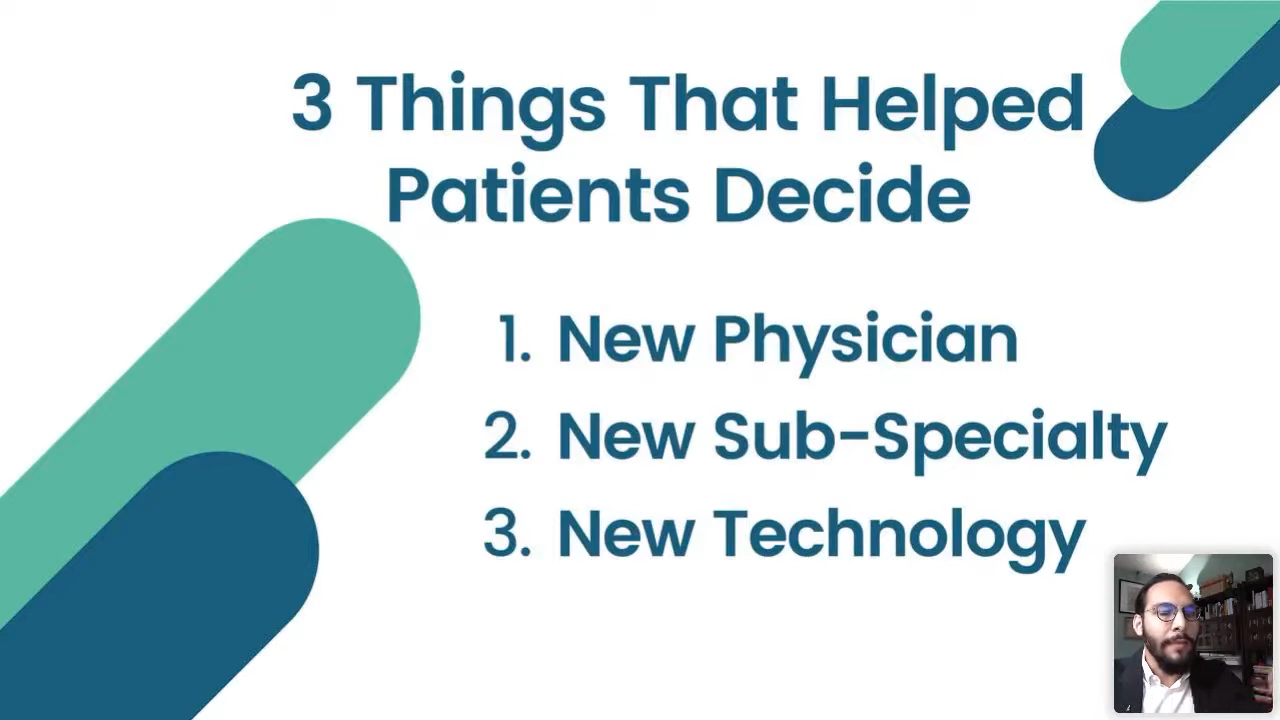 3 Things That Helped
Patients Decide
1. New Physician
2. New Sub-Specialty
3. New Technology